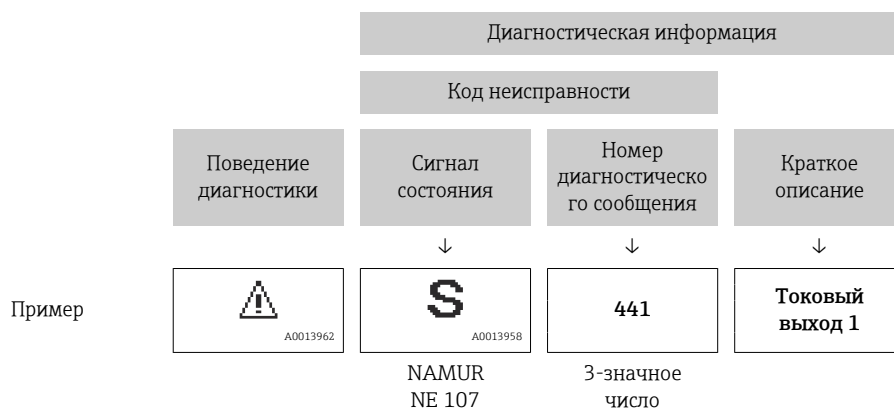 Диагностическая информация
Код неисправности
Поведение
диагностики
Сигнал
состояния
Номер
диагностическо
го сообщения
Краткое
описание
↓ ↓ ↓
Пример
A0013962
S
A0013958
441
Токовый
выход 1
NAMUR
NE 107
3-значное
число